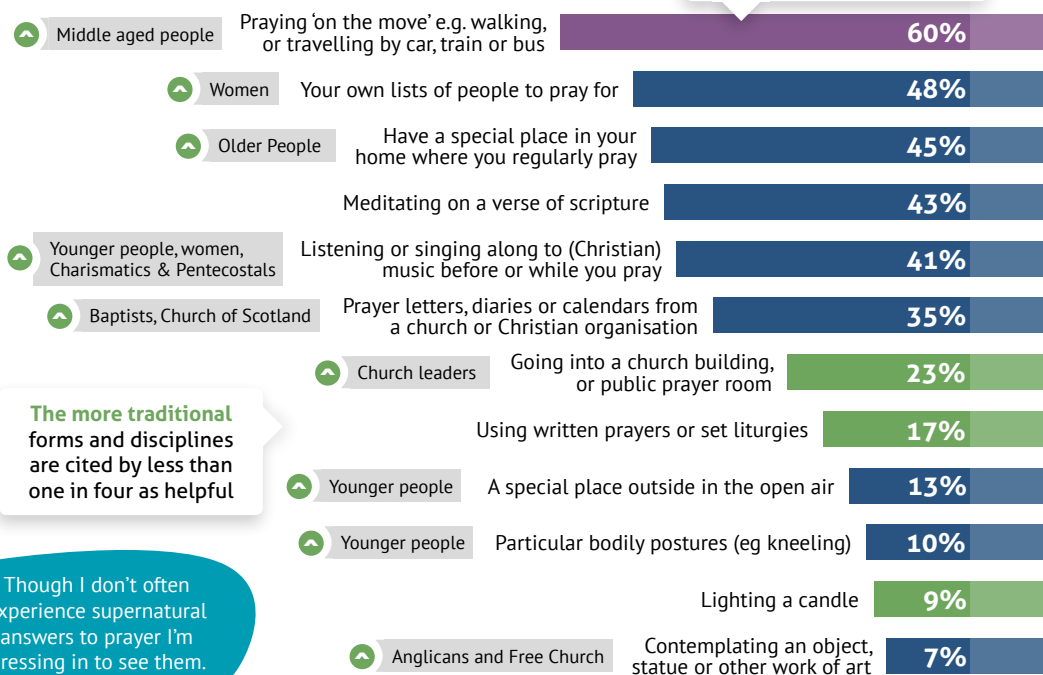 Middle aged people
Praying ‘on the move’ e.g. walking,
or travelling by car, train or bus
60%
Women
Your own lists of people to pray for
48%
Older People
Have a special place in your
home where you regularly pray
45%
Meditating on a verse of scripture
43%
Younger people, women,
Charismatics & Pentecostals
Listening or singing along to (Christian)
music before or while you pray
41%
Baptists, Church of Scotland
Prayer letters, diaries or calendars from
a church or Christian organisation
35%
Church leaders
Going into a church building,
or public prayer room
23%
The more traditional
forms and disciplines
are cited by less than
one in four as helpful
Using written prayers or set liturgies
17%
Younger people
A special place outside in the open air
13%
Younger people
Particular bodily postures (eg kneeling)
10%
Though I don’t often
xperience supernatural
answers to prayer I’m
ressing in to see them.
Lighting a candle
9%
Anglicans and Free Church
Contemplating an object,
statue or other work of art
7%